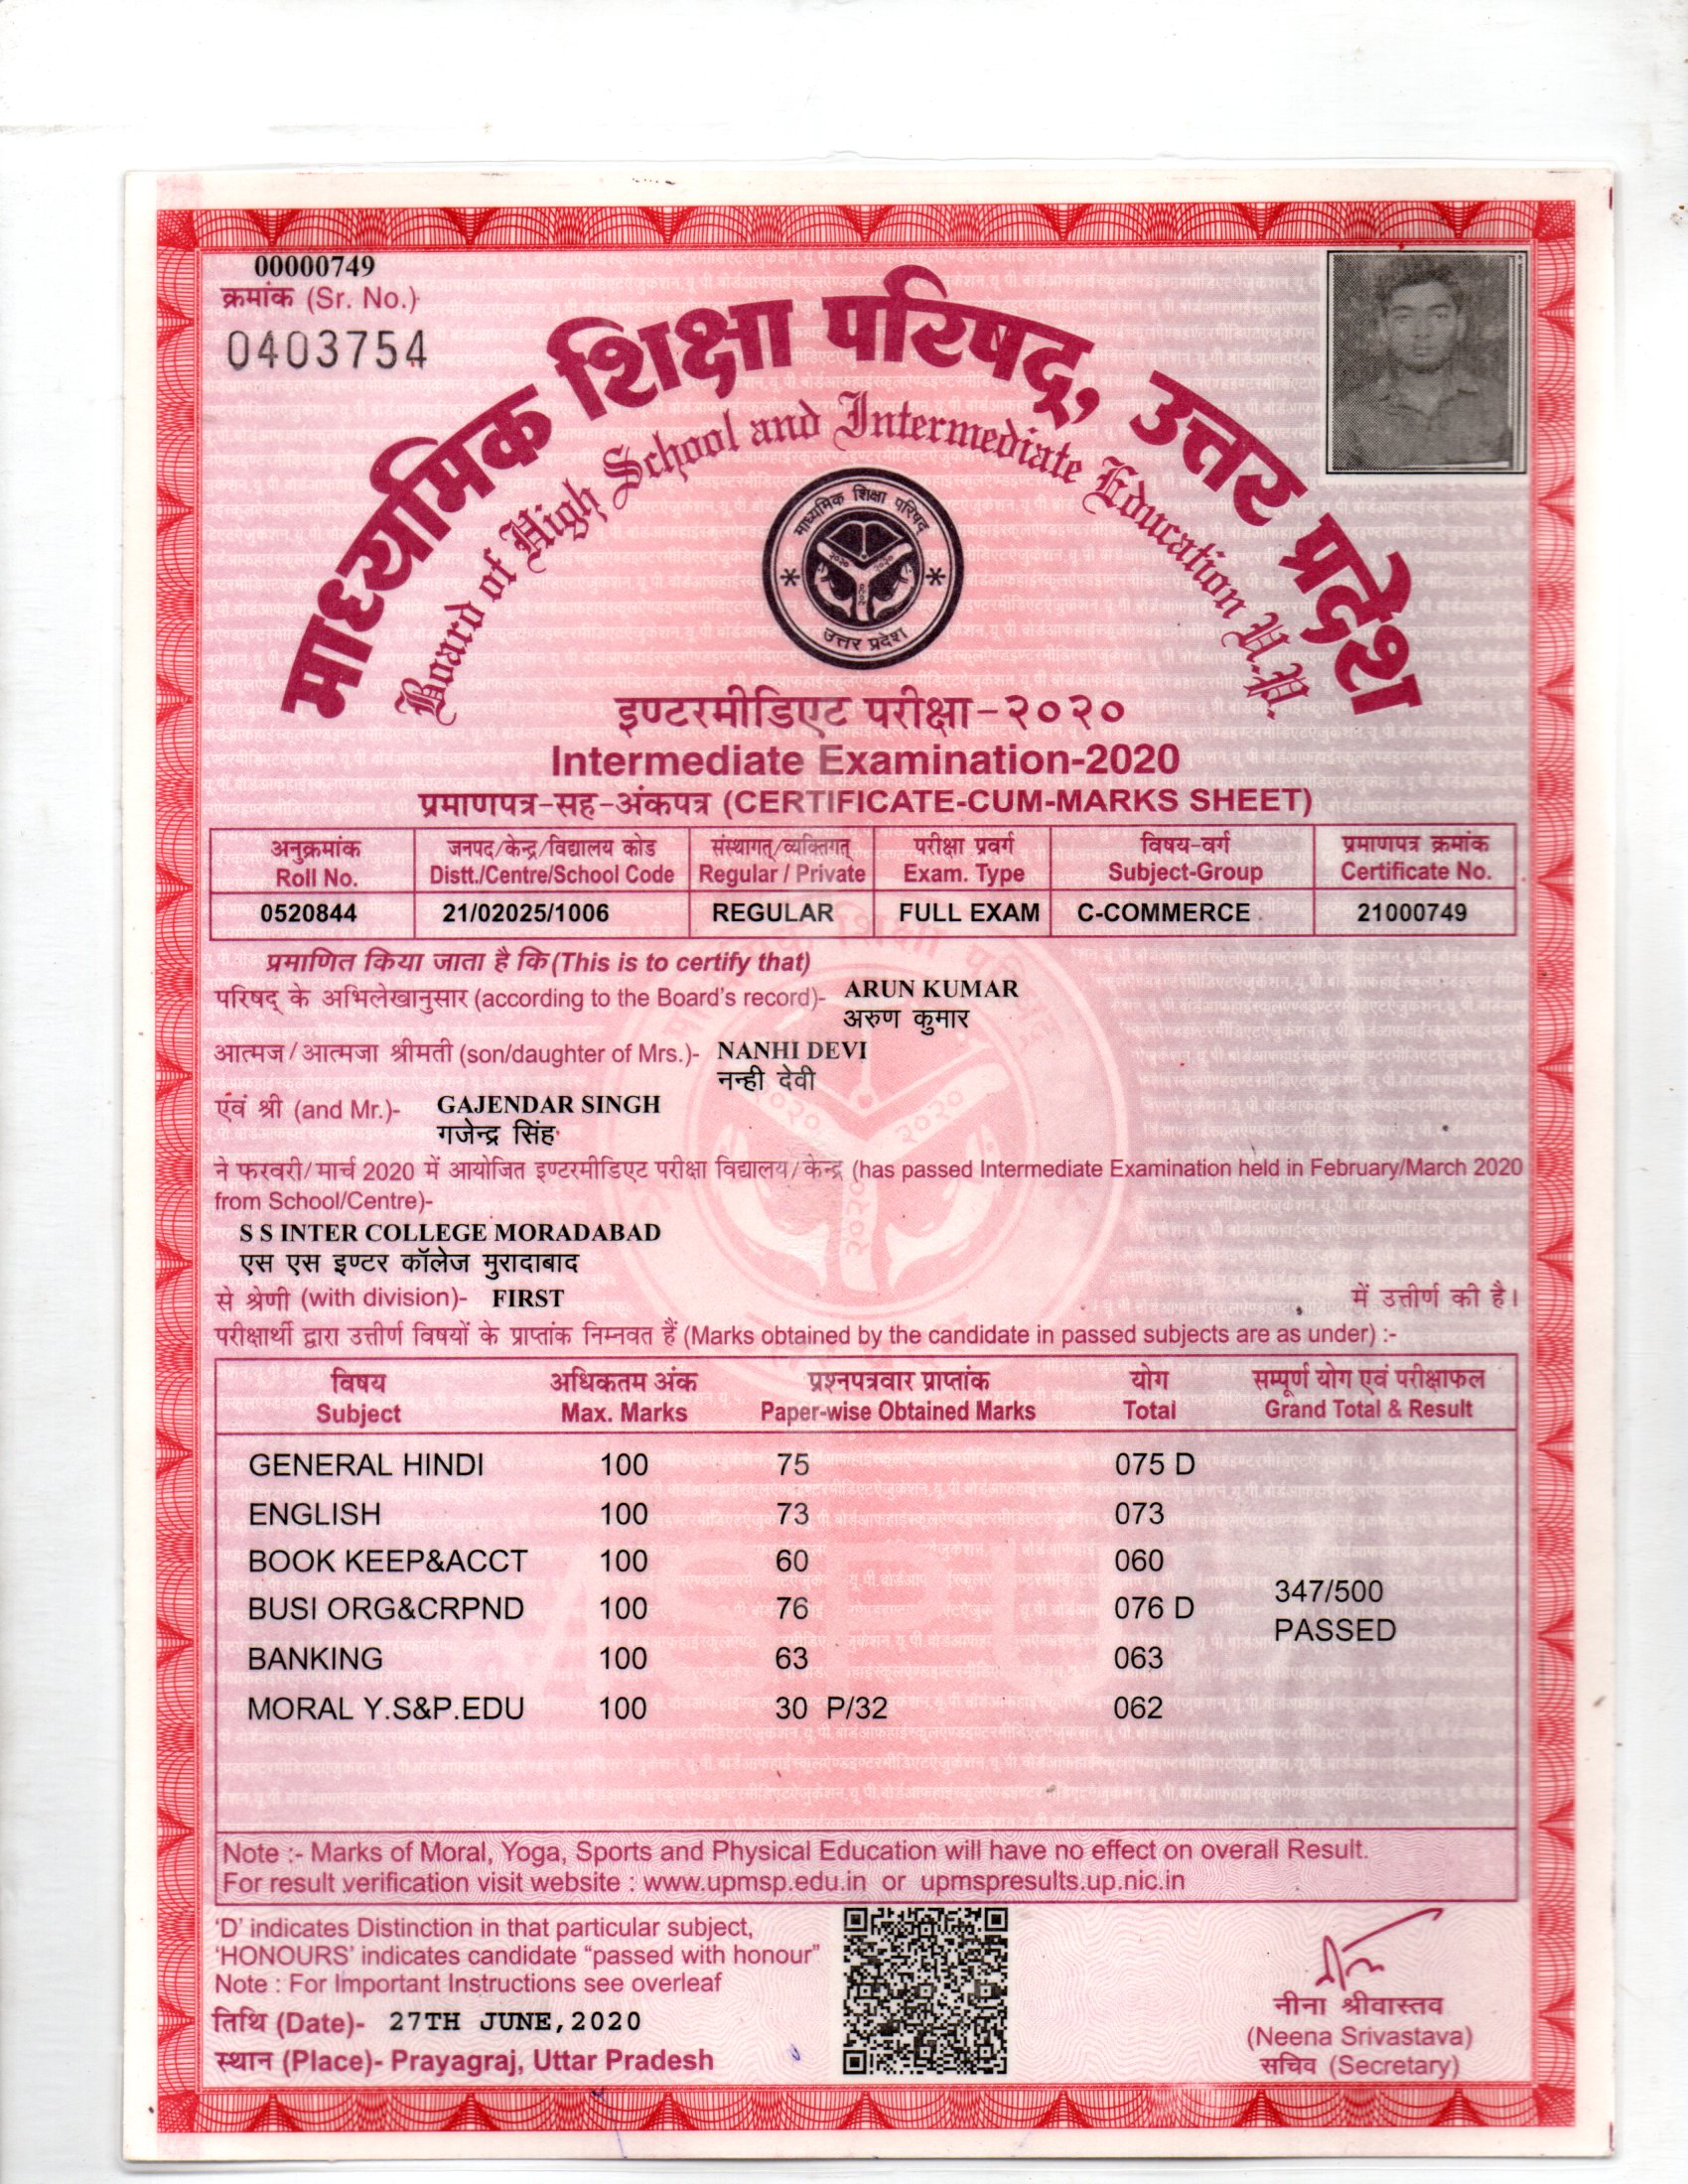 00000749
क्रमांक (Sr. No.)
0403754
माध्यमिक शिक्षा परिषद्, उत्तर प्रदेश
Board of High School and Intermediate Education U.P.
माध्यमिक शिक्षा परिषद्
२०२० २०२०
२०२०
उत्तर प्रदेश
इण्टरमीडिएट परीक्षा-२०२०
Intermediate Examination-2020
प्रमाणपत्र-सह-अंकपत्र (CERTIFICATE-CUM-MARKS SHEET)
अनुक्रमांक जनपद/केन्द्र/विद्यालय कोड संस्थागत्/व्यक्तिगत् परीक्षा प्रवर्ग विषय-वर्ग प्रमाणपत्र क्रमांक
Roll No. Distt./Centre/School Code Regular / Private Exam. Type Subject-Group Certificate No.
0520844 21/02025/1006 REGULAR FULL EXAM C-COMMERCE 21000749
प्रमाणित किया जाता है कि (This is to certify that)
परिषद् के अभिलेखानुसार (according to the Board's record)- ARUN KUMAR
अरुण कुमार
आत्मज/आत्मजा श्रीमती (son/daughter of Mrs.)- NANHI DEVI
नन्ही देवी
एवं श्री (and Mr.)- GAJENDAR SINGH
गजेन्द्र सिंह
ने फरवरी/मार्च 2020 में आयोजित इण्टरमीडिएट परीक्षा विद्यालय/केन्द्र (has passed Intermediate Examination held in February/March 2020
from School/Centre)-
S S INTER COLLEGE MORADABAD
एस एस इण्टर कॉलेज मुरादाबाद
से श्रेणी (with division)- FIRST में उत्तीर्ण की है।
परीक्षार्थी द्वारा उत्तीर्ण विषयों के प्राप्तांक निम्नवत हैं (Marks obtained by the candidate in passed subjects are as under) :-
विषय अधिकतम अंक प्रश्नपत्रवार प्राप्तांक योग सम्पूर्ण योग एवं परीक्षाफल
Subject Max. Marks Paper-wise Obtained Marks Total Grand Total & Result
GENERAL HINDI 100 75 075 D
ENGLISH 100 73 073
BOOK KEEP&ACCT 100 60 060
347/500
BUSI ORG&CRPND 100 76 076 D
PASSED
BANKING 100 63 063
MORAL Y.S&P.EDU 100 30 P/32 062
Note :- Marks of Moral, Yoga, Sports and Physical Education will have no effect on overall Result.
For result verification visit website : www.upmsp.edu.in or upmspresults.up.nic.in
'D' indicates Distinction in that particular subject,
'HONOURS' indicates candidate "passed with honour"
Note : For Important Instructions see overleaf
तिथि (Date)- 27TH JUNE,2020
स्थान (Place)- Prayagraj, Uttar Pradesh
नीना श्रीवास्तव
(Neena Srivastava)
सचिव (Secretary)